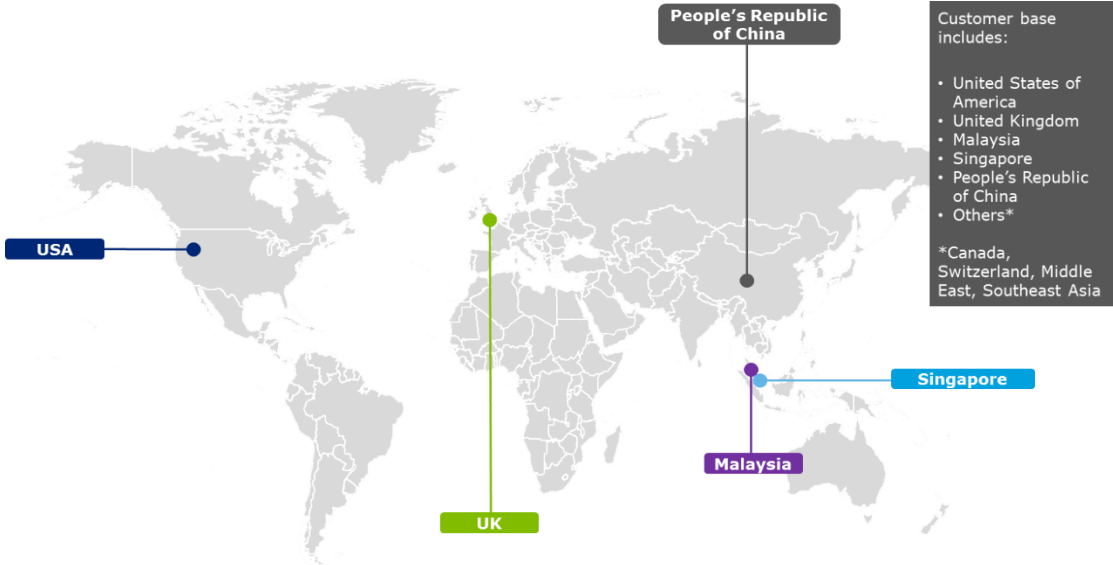 People's Republic
of China
Customer base
includes:
• United States of
America
• United Kingdom
• Malaysia
• Singapore
• People's Republic
of China
• Others*
*Canada,
Switzerland, Middle
East, Southeast Asia
USA
Singapore
Malaysia
UK